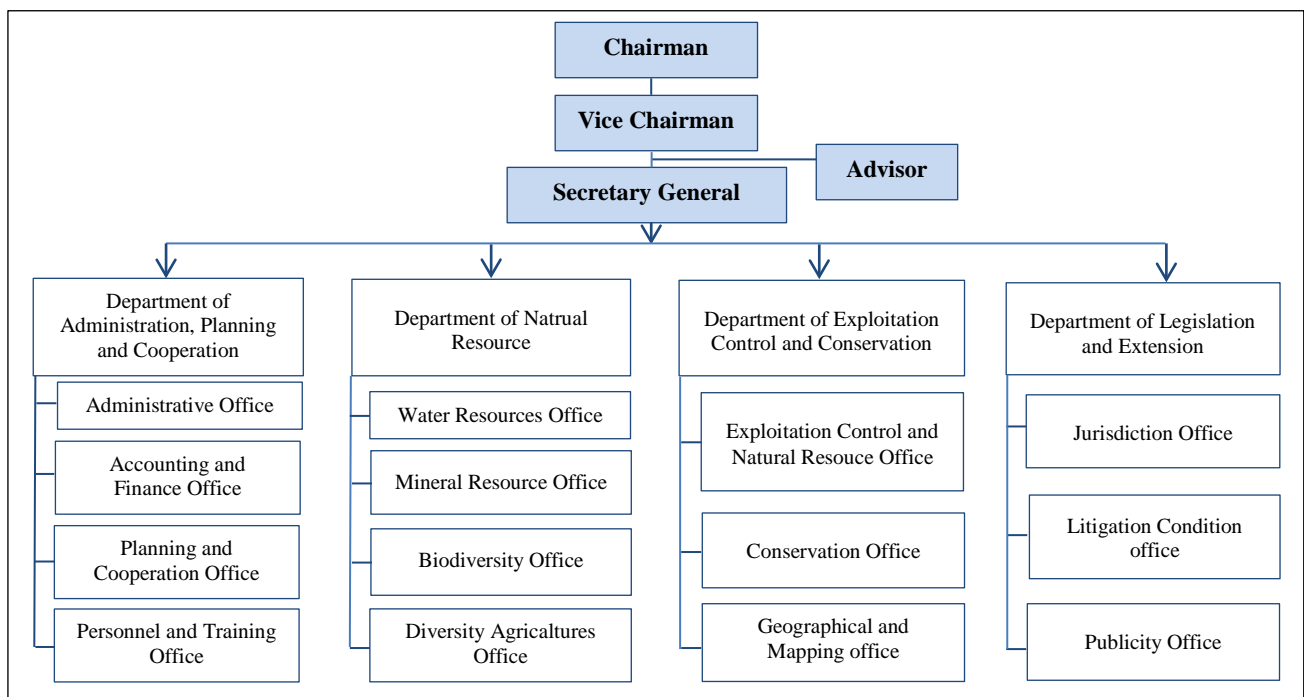 Chairman
Vice Chairman
Advisor
Secretary General
Department of
Administration, Planning
and Cooperation
Administrative Office
Accounting and
Finance Office
Planning and
Cooperation Office
Personnel and Training
Office
Department of Natrual
Resource
Water Resources Office
Mineral Resource Office
Biodiversity Office
Diversity Agricaltures
Office
Department of Exploitation
Control and Conservation
Exploitation Control and
Natural Resouce Office
Conservation Office
Geographical and
Mapping office
Department of Legislation
and Extension
Jurisdiction Office
Litigation Condition
office
Publicity Office